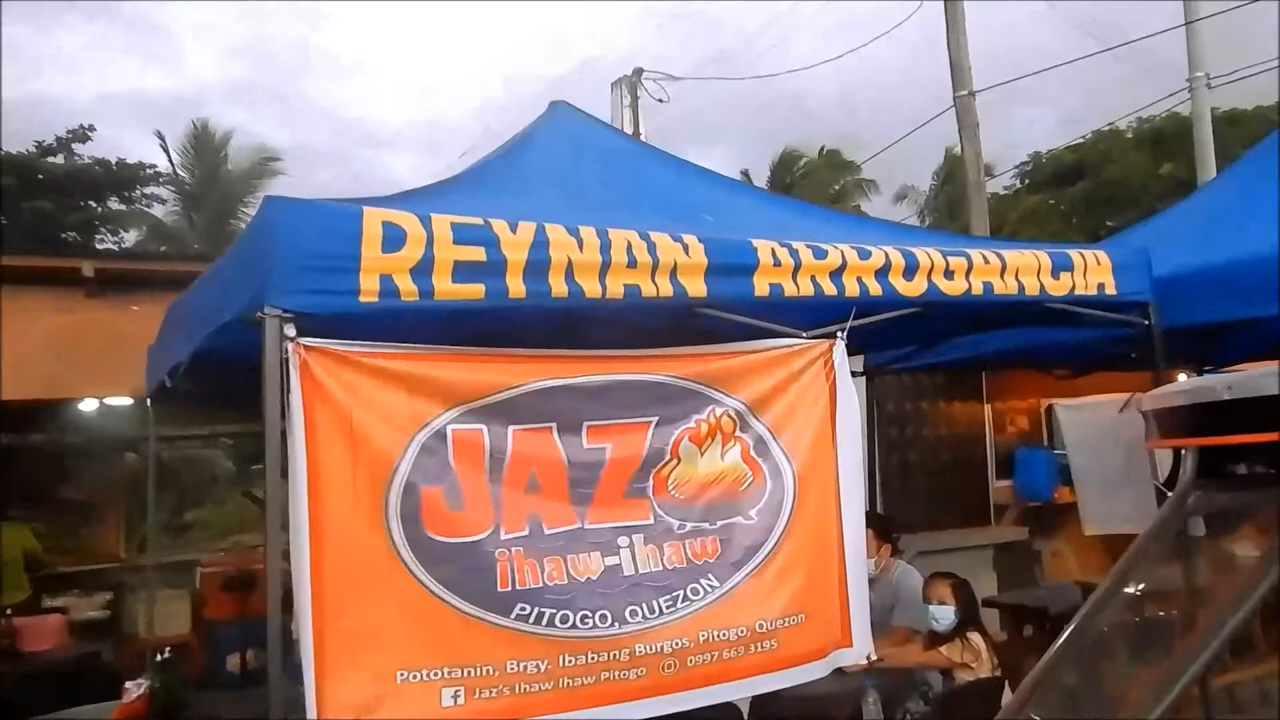 REYNAN ARROGANCIA
JAZ
ihaw-ihaw
PITOGO, QUEZON
Pototanin, Brgy. Ibabang Burgos, Pitogo, Quezon
Jaz's Ihaw Ihaw Pitogo 0997 669 3195